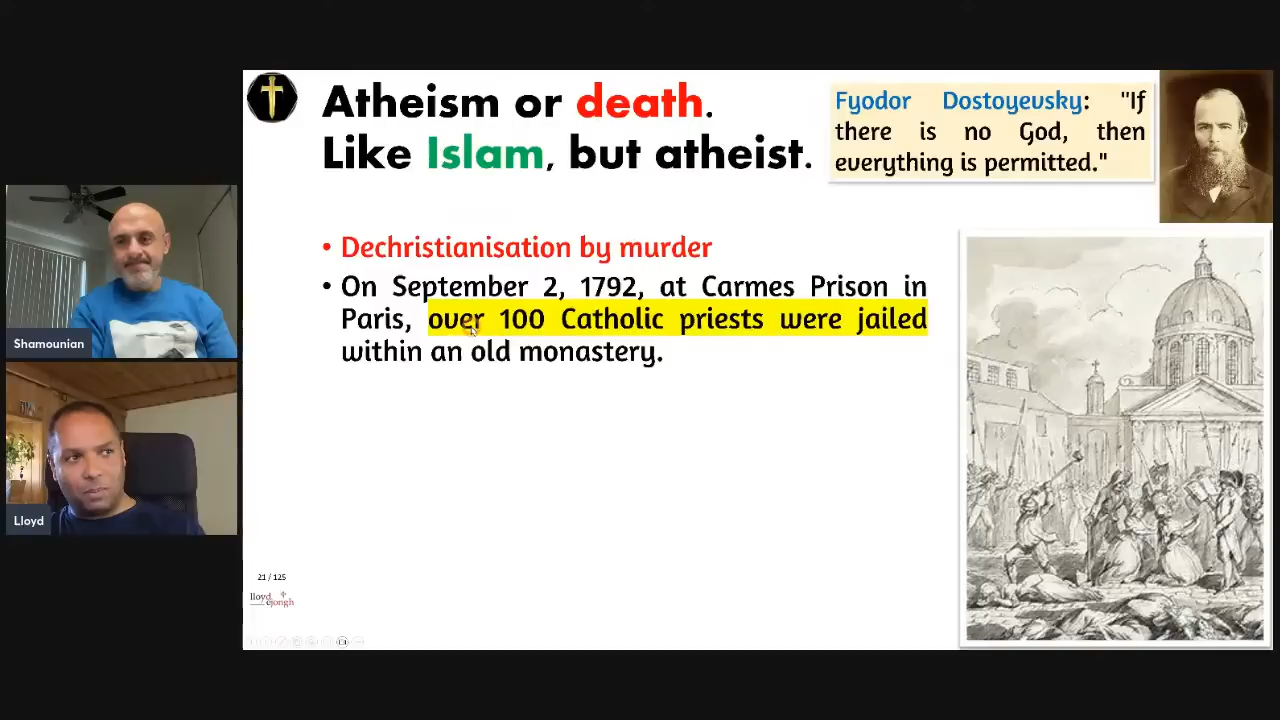 Atheism or death.
Like Islam, but atheist.
Fyodor Dostoyevsky: "If
there is no God, then
everything is permitted."
• Dechristianisation by murder
• On September 2, 1792, at Carmes Prison in
Paris, over 100 Catholic priests were jailed
within an old monastery.
Shamounian
Lloyd
21 / 125
lloyd
dejongh